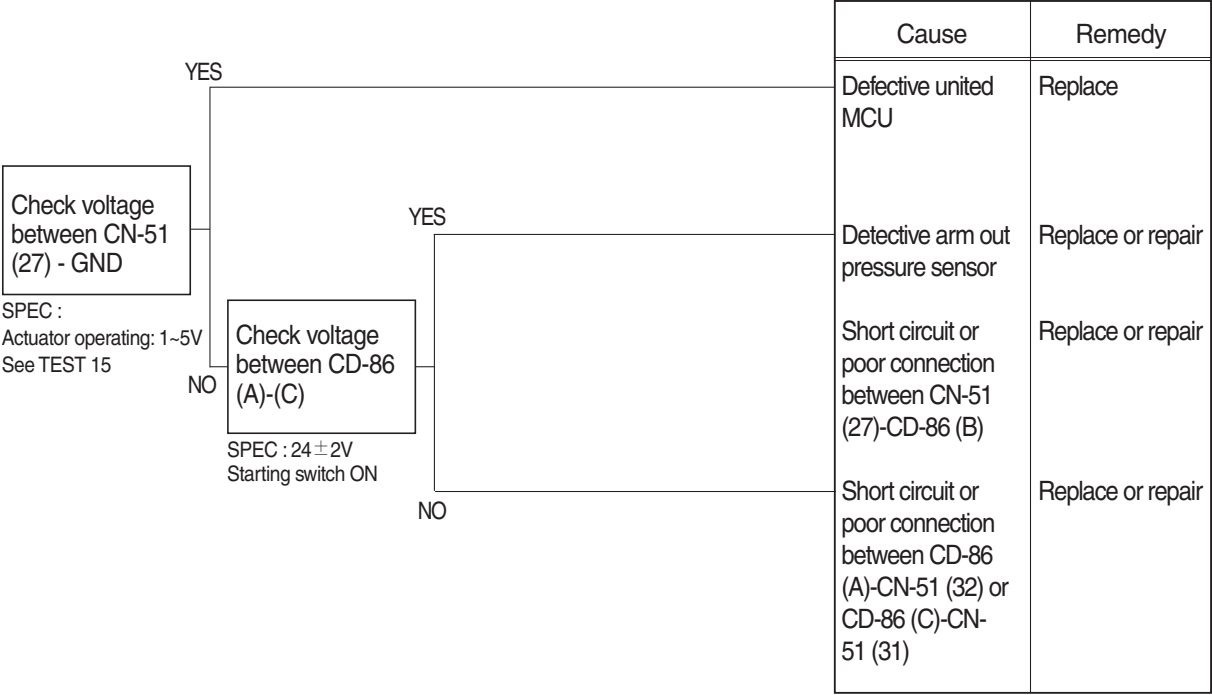 Cause
Remedy
YES
Defective united
MCU
Replace
Check voltage
between CN-51
(27) - GND
SPEC :
Actuator operating: 1~5V
See TEST 15
YES
Detective arm out
pressure sensor
Replace or repair
NO
Check voltage
between CD-86
(A)-(C)
SPEC : 24±2V
Starting switch ON
Short circuit or
poor connection
between CN-51
(27)-CD-86 (B)
Replace or repair
NO
Short circuit or
poor connection
between CD-86
(A)-CN-51 (32) or
CD-86 (C)-CN-
51 (31)
Replace or repair